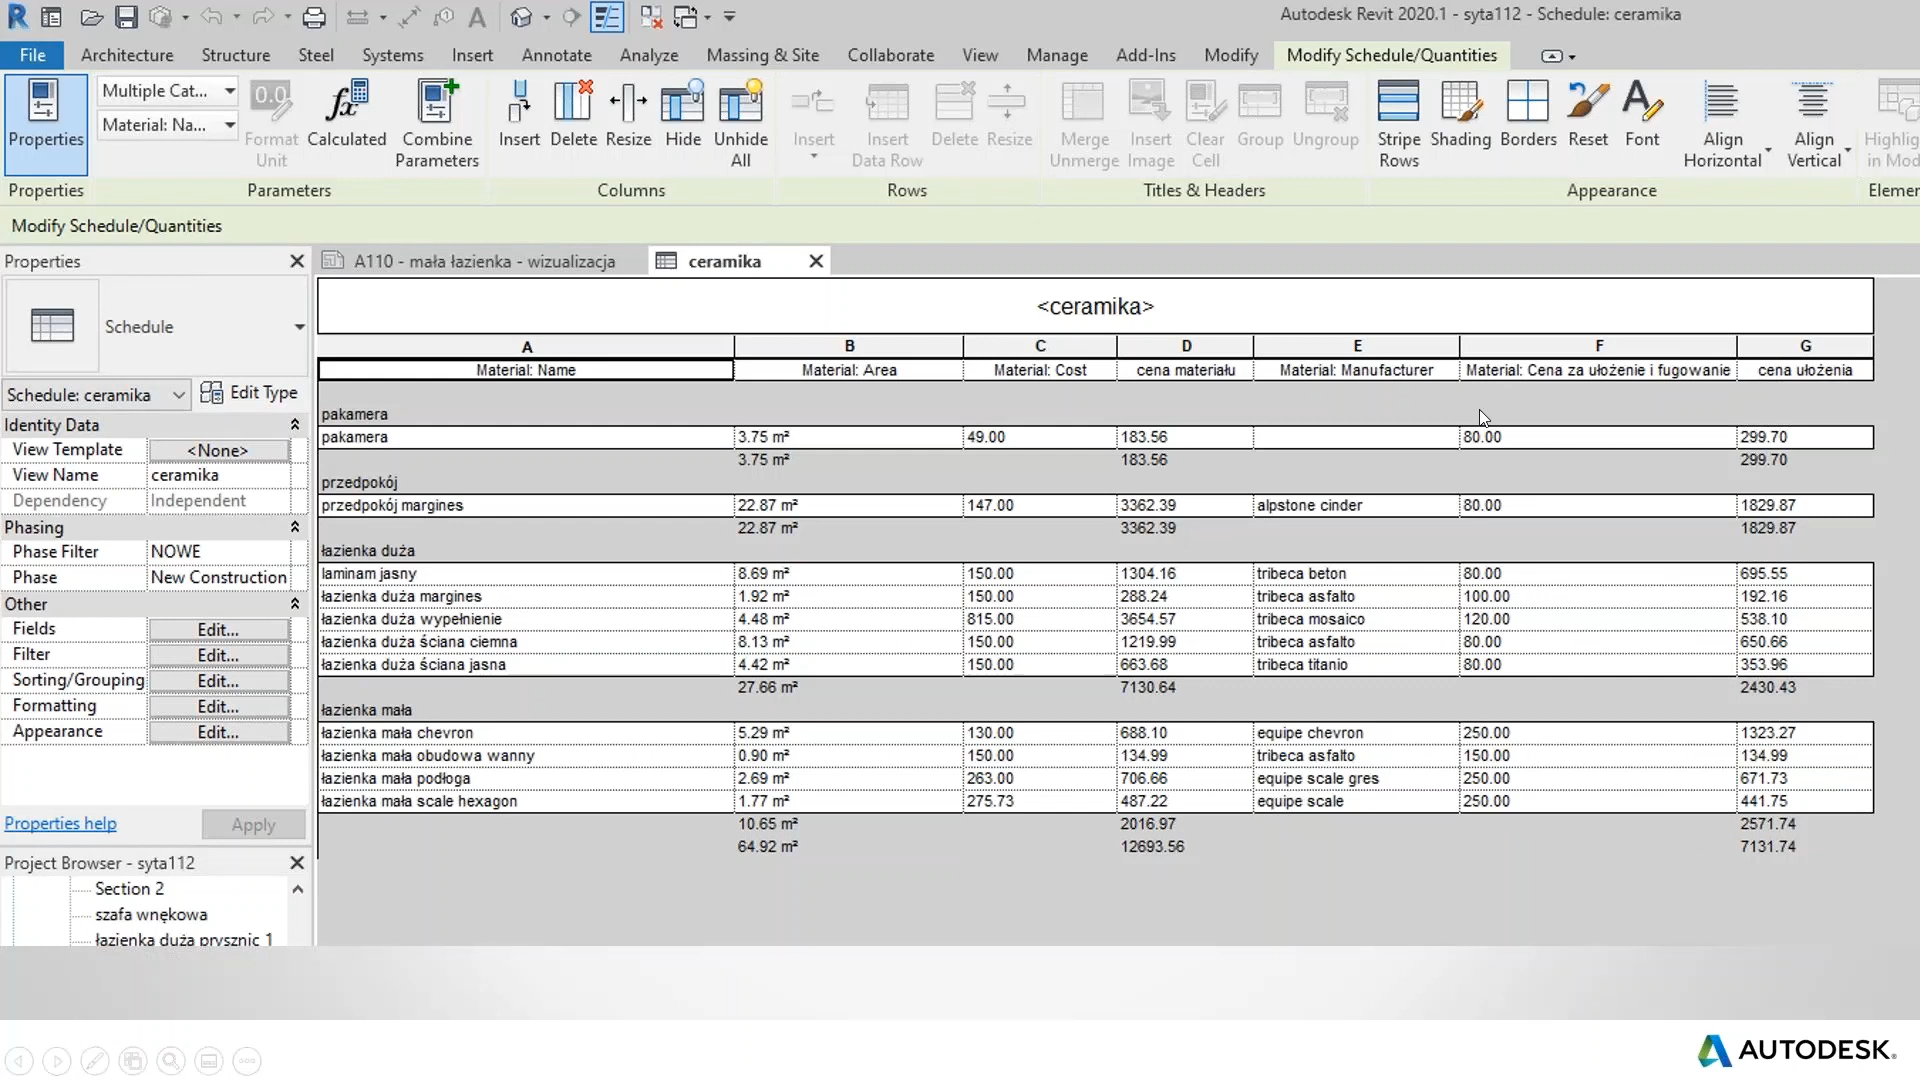 Autodesk Revit 2020.1 - syta112 - Schedule: ceramika
File Architecture Structure Steel Systems Insert Annotate Analyze Massing & Site Collaborate View Manage Add-Ins Modify Modify Schedule/Quantities
Properties
Multiple Cat...
Material: Na...
Format Unit
Calculated
Combine Parameters
Insert
Delete
Resize
Hide
Unhide All
Insert
Insert Data Row
Delete
Resize
Merge Unmerge
Insert Image
Clear Cell
Group
Ungroup
Stripe Rows
Shading
Borders
Reset
Font
Align Horizontal
Align Vertical
Highlig
in Mod
Properties Parameters Columns Rows Titles & Headers Appearance Elemen
Modify Schedule/Quantities
Properties
Schedule
Schedule: ceramika Edit Type
Identity Data
View Template <None>
View Name ceramika
Dependency Independent
Phasing
Phase Filter NOWE
Phase New Construction
Other
Fields Edit...
Filter Edit...
Sorting/Grouping Edit...
Formatting Edit...
Appearance Edit...
Properties help Apply
Project Browser - syta112
Section 2
szafa wnękowa
łazienka duża prysznic 1
A110 - mała łazienka - wizualizacja ceramika
<ceramika>
A B C D E F G
Material: Name Material: Area Material: Cost cena materiału Material: Manufacturer Material: Cena za ułożenie i fugowanie cena ułożenia
pakamera
pakamera 3.75 m² 49.00 183.56 80.00 299.70
3.75 m² 183.56 299.70
przedpokój
przedpokój margines 22.87 m² 147.00 3362.39 alpstone cinder 80.00 1829.87
22.87 m² 3362.39 1829.87
łazienka duża
laminam jasny 8.69 m² 150.00 1304.16 tribeca beton 80.00 695.55
łazienka duża margines 1.92 m² 150.00 288.24 tribeca asfalto 100.00 192.16
łazienka duża wypełnienie 4.48 m² 815.00 3654.57 tribeca mosaico 120.00 538.10
łazienka duża ściana ciemna 8.13 m² 150.00 1219.99 tribeca asfalto 80.00 650.66
łazienka duża ściana jasna 4.42 m² 150.00 663.68 tribeca titanio 80.00 353.96
27.66 m² 7130.64 2430.43
łazienka mała
łazienka mała chevron 5.29 m² 130.00 688.10 equipe chevron 250.00 1323.27
łazienka mała obudowa wanny 0.90 m² 150.00 134.99 tribeca asfalto 150.00 134.99
łazienka mała podłoga 2.69 m² 263.00 706.66 equipe scale gres 250.00 671.73
łazienka mała scale hexagon 1.77 m² 275.73 487.22 equipe scale 250.00 441.75
10.65 m² 2016.97 2571.74
64.92 m² 12693.56 7131.74
AUTODESK.